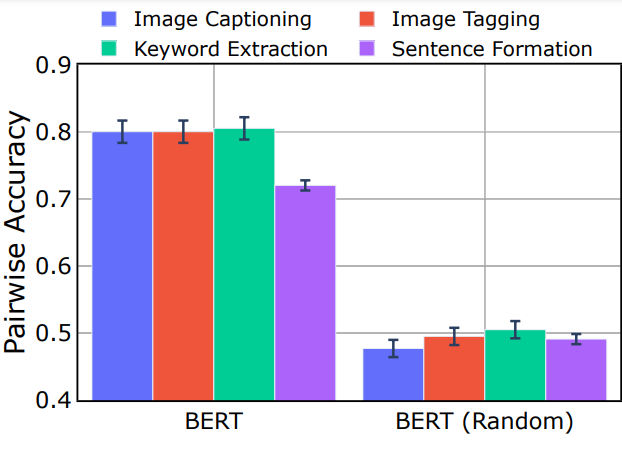 Image Captioning Image Tagging
Keyword Extraction Sentence Formation
Pairwise Accuracy
0.9
0.8
0.7
0.6
0.5
0.4
BERT BERT (Random)